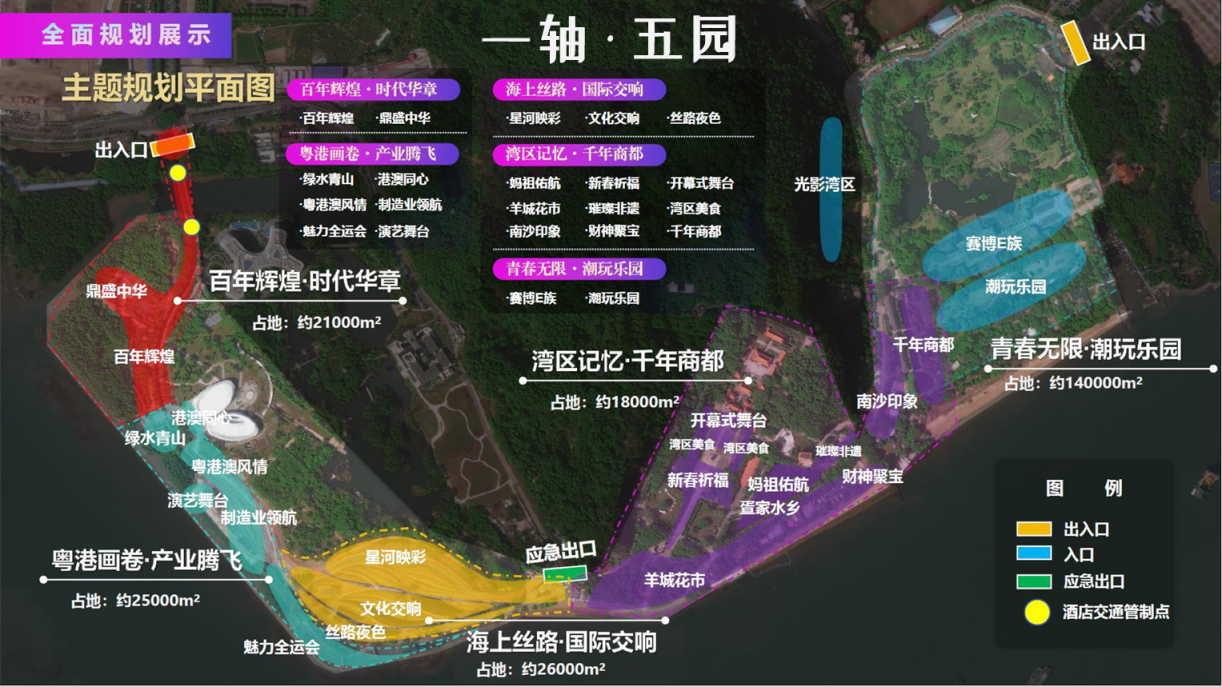 全面规划展示
一轴·五园
主题规划平面图
百年辉煌·时代华章
·百年辉煌 ·鼎盛中华
粤港画卷·产业腾飞
·绿水青山 ·港澳同心
·粤港澳风情 ·制造业领航
·魅力全运会 ·演艺舞台
海上丝路·国际交响
·星河映彩 ·文化交响 ·丝路夜色
湾区记忆·千年商都
·妈祖佑航 ·新春祈福 ·开幕式舞台
·羊城花市 ·璀璨非遗 ·湾区美食
·南沙印象 ·财神聚宝 ·千年商都
青春无限·潮玩乐园
·赛博E族 ·潮玩乐园
出入口
出入口
光影湾区
赛博E族
潮玩乐园
鼎盛中华
百年辉煌·时代华章
占地：约21000m²
百年辉煌
千年商都
青春无限·潮玩乐园
占地：约140000m²
湾区记忆·千年商都
占地：约18000m²
南沙印象
港澳同心
绿水青山
开幕式舞台
湾区美食
湾区美食
璀璨非遗
粤港澳风情
新春祈福
妈祖佑航
财神聚宝
演艺舞台
制造业领航
疍家水乡
粤港画卷·产业腾飞
占地：约25000m²
星河映彩
应急出口
羊城花市
文化交响
丝路夜色
魅力全运会
海上丝路·国际交响
占地：约26000m²
图 例
出入口
入口
应急出口
酒店交通管制点